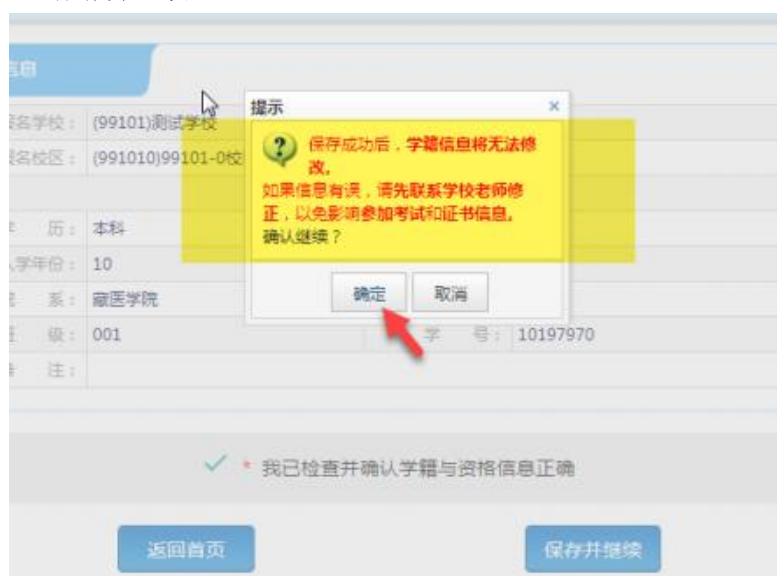 信息
提示
×
报名学校： (99101)测试学校
报名校区： (991010)99101-0校
保存成功后，学籍信息将无法修
改。
如果信息有误，请先联系学校老师修
正，以免影响参加考试和证书信息。
确认继续？
确定 取消
历： 本科
入学年份： 10
系： 藏医学院
级： 001 学 号： 10197970
注：
* 我已检查并确认学籍与资格信息正确
返回首页 保存并继续